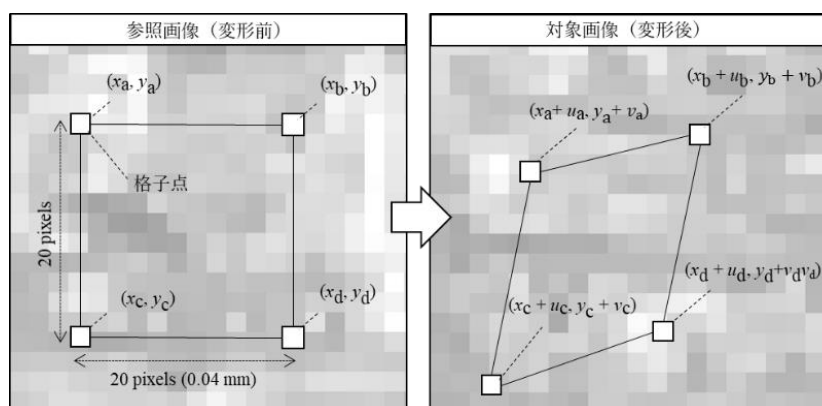 参照画像（変形前）
(xa, ya)
(xb, yb)
格子点
20 pixels
(xc, yc)
(xd, yd)
20 pixels (0.04 mm)
対象画像（変形後）
(xb + ub, yb + vb)
(xa+ ua, ya + va)
(xd + ud, yd+vdvd)
(xc + uc, yc + vc)